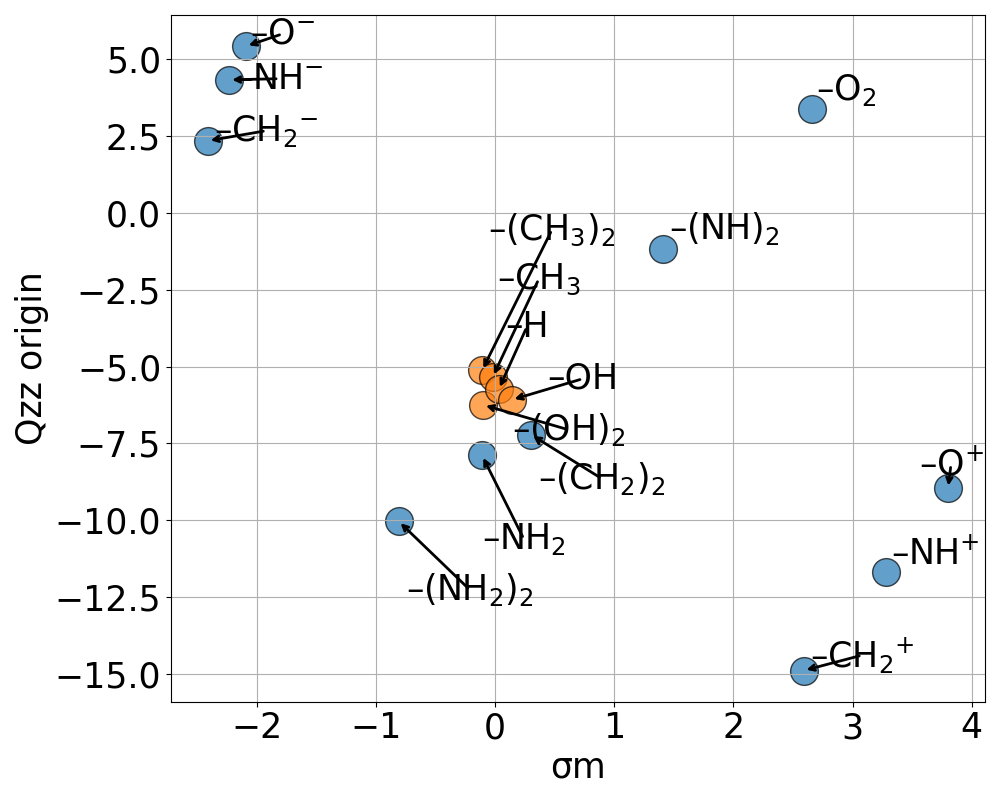 –O⁻
NH⁻
–CH₂⁻
–O₂
–(NH)₂
–(CH₃)₂
–CH₃
–H
–OH
–(OH)₂
–(CH₂)₂
–O⁺
–NH₂
–NH⁺
–(NH₂)₂
–CH₂⁺
5.0
2.5
0.0
−2.5
−5.0
−7.5
−10.0
−12.5
−15.0
Qzz origin
−2 −1 0 1 2 3 4
σm